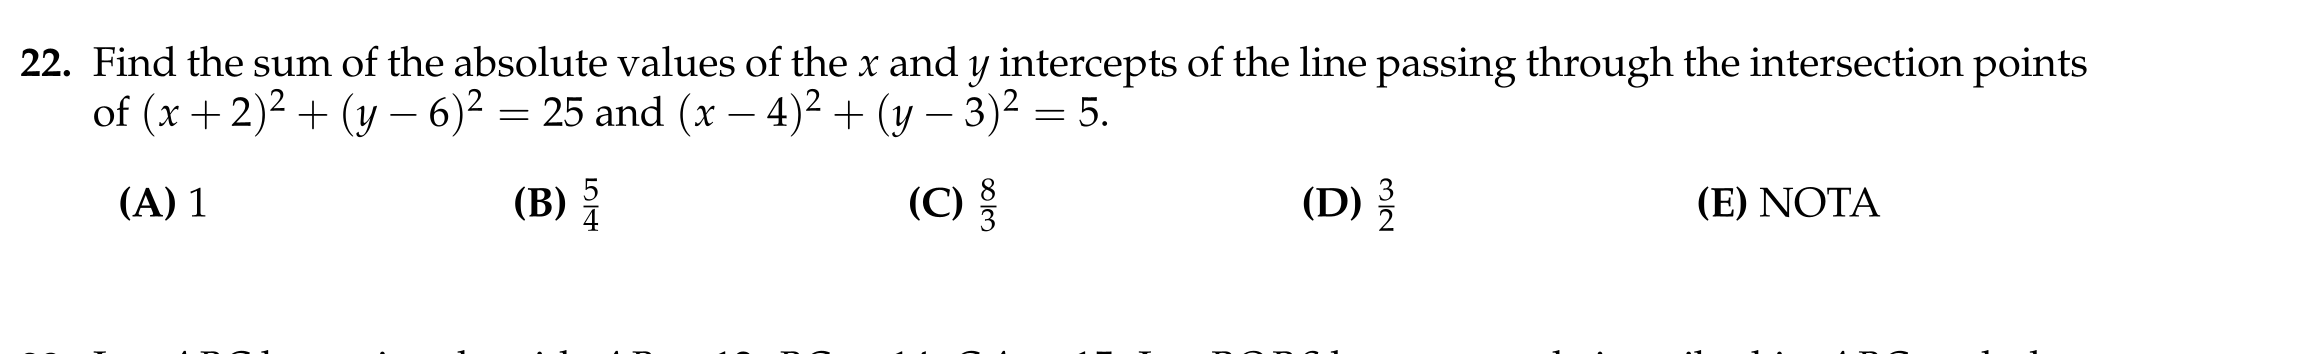 22. Find the sum of the absolute values of the x and y intercepts of the line passing through the intersection points
of (x + 2)² + (y − 6)² = 25 and (x − 4)² + (y − 3)² = 5.
(A) 1 (B) 5/4 (C) 8/3 (D) 3/2 (E) NOTA